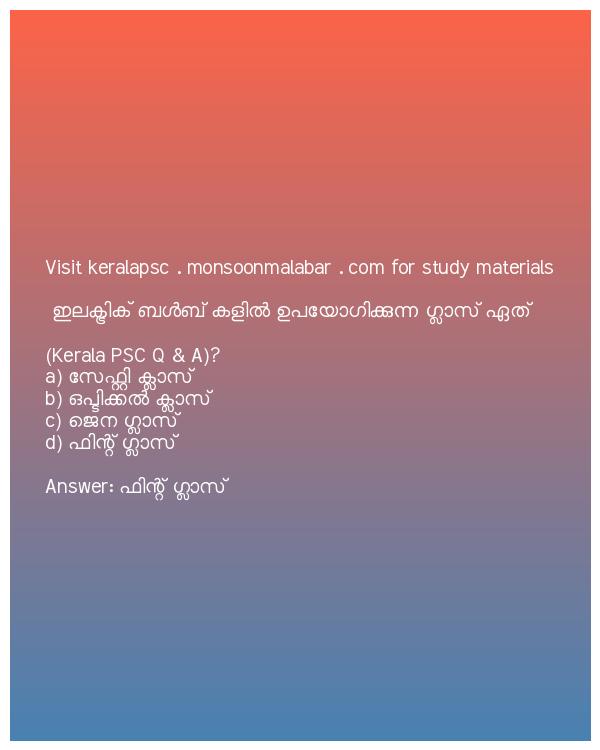 Visit keralapsc . monsoonmalabar . com for study materials
ഇലക്ട്രിക് ബൾബ് കളിൽ ഉപയോഗിക്കുന്ന ഗ്ലാസ് ഏത്
(Kerala PSC Q & A)?
a) സേഫ്റ്റി ക്ലാസ്
b) ഒപ്ടിക്കൽ ക്ലാസ്
c) ജെന ഗ്ലാസ്
d) ഫിന്റ് ഗ്ലാസ്
Answer: ഫിന്റ് ഗ്ലാസ്